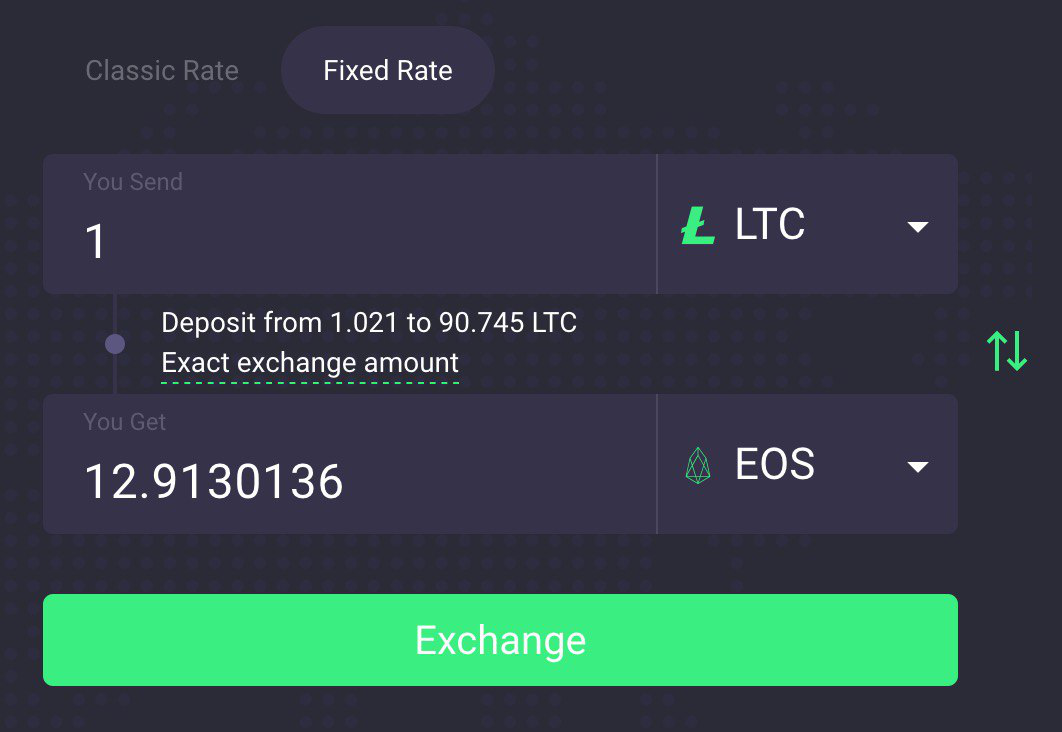 Classic Rate
Fixed Rate
You Send
1
LTC
Deposit from 1.021 to 90.745 LTC
Exact exchange amount
You Get
12.9130136
EOS
Exchange